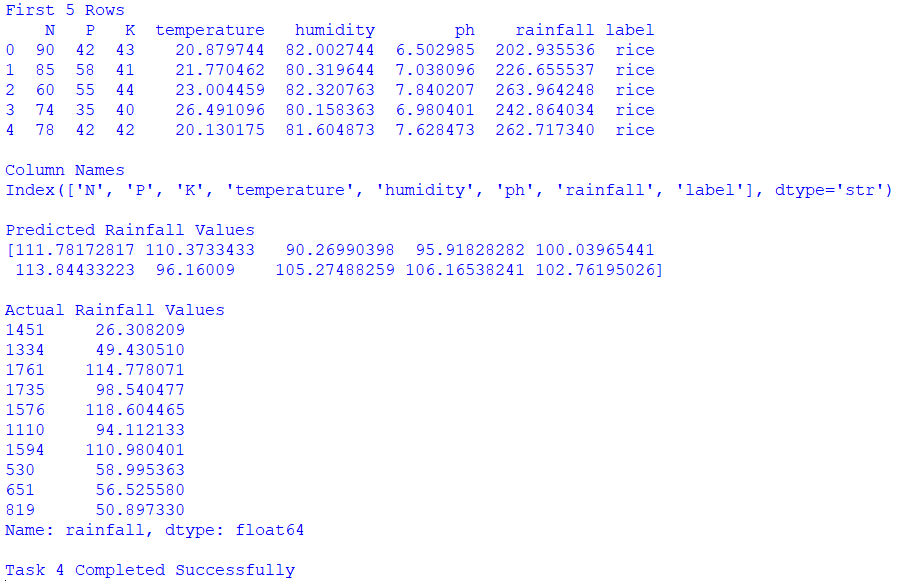 First 5 Rows
    N   P   K  temperature   humidity        ph    rainfall label
0  90  42  43    20.879744  82.002744  6.502985  202.935536  rice
1  85  58  41    21.770462  80.319644  7.038096  226.655537  rice
2  60  55  44    23.004459  82.320763  7.840207  263.964248  rice
3  74  35  40    26.491096  80.158363  6.980401  242.864034  rice
4  78  42  42    20.130175  81.604873  7.628473  262.717340  rice
Column Names
Index(['N', 'P', 'K', 'temperature', 'humidity', 'ph', 'rainfall', 'label'], dtype='str')
Predicted Rainfall Values
[111.78172817 110.3733433   90.26990398  95.91828282 100.03965441
 113.84433223  96.16009    105.27488259 106.16538241 102.76195026]
Actual Rainfall Values
1451     26.308209
1334     49.430510
1761    114.778071
1735     98.540477
1576    118.604465
1110     94.112133
1594    110.980401
530      58.995363
651      56.525580
819      50.897330
Name: rainfall, dtype: float64
Task 4 Completed Successfully